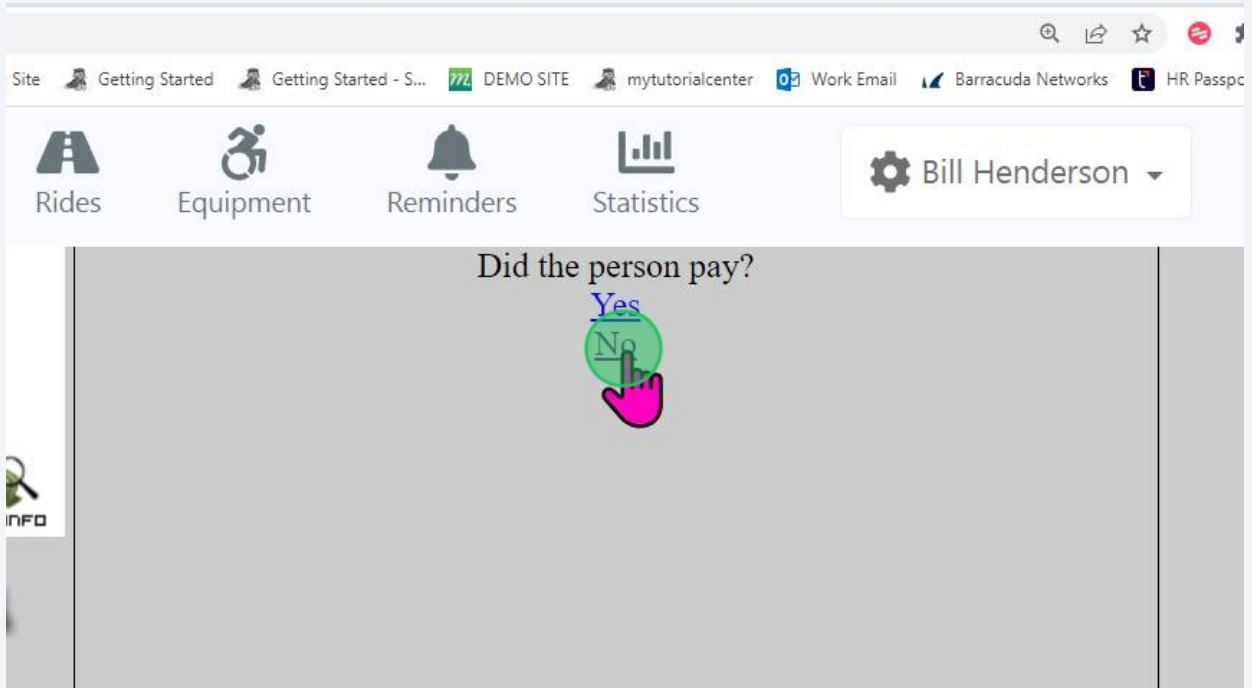 Site Getting Started Getting Started - S... DEMO SITE mytutorialcenter Work Email Barracuda Networks HR Passpo
Rides Equipment Reminders Statistics Bill Henderson
Did the person pay?
Yes
No
INFO